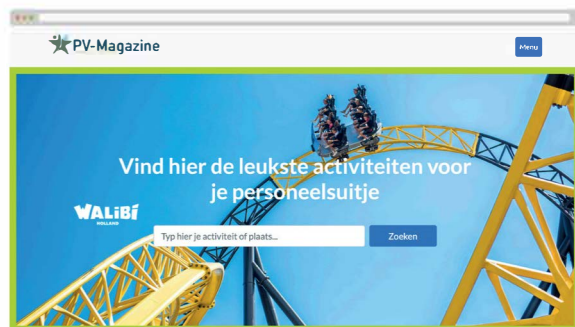 PV-Magazine
Menu
Vind hier de leukste activiteiten voor
je personeelsuitje
WALiBi
HOLLAND
Typ hier je activiteit of plaats...
Zoeken